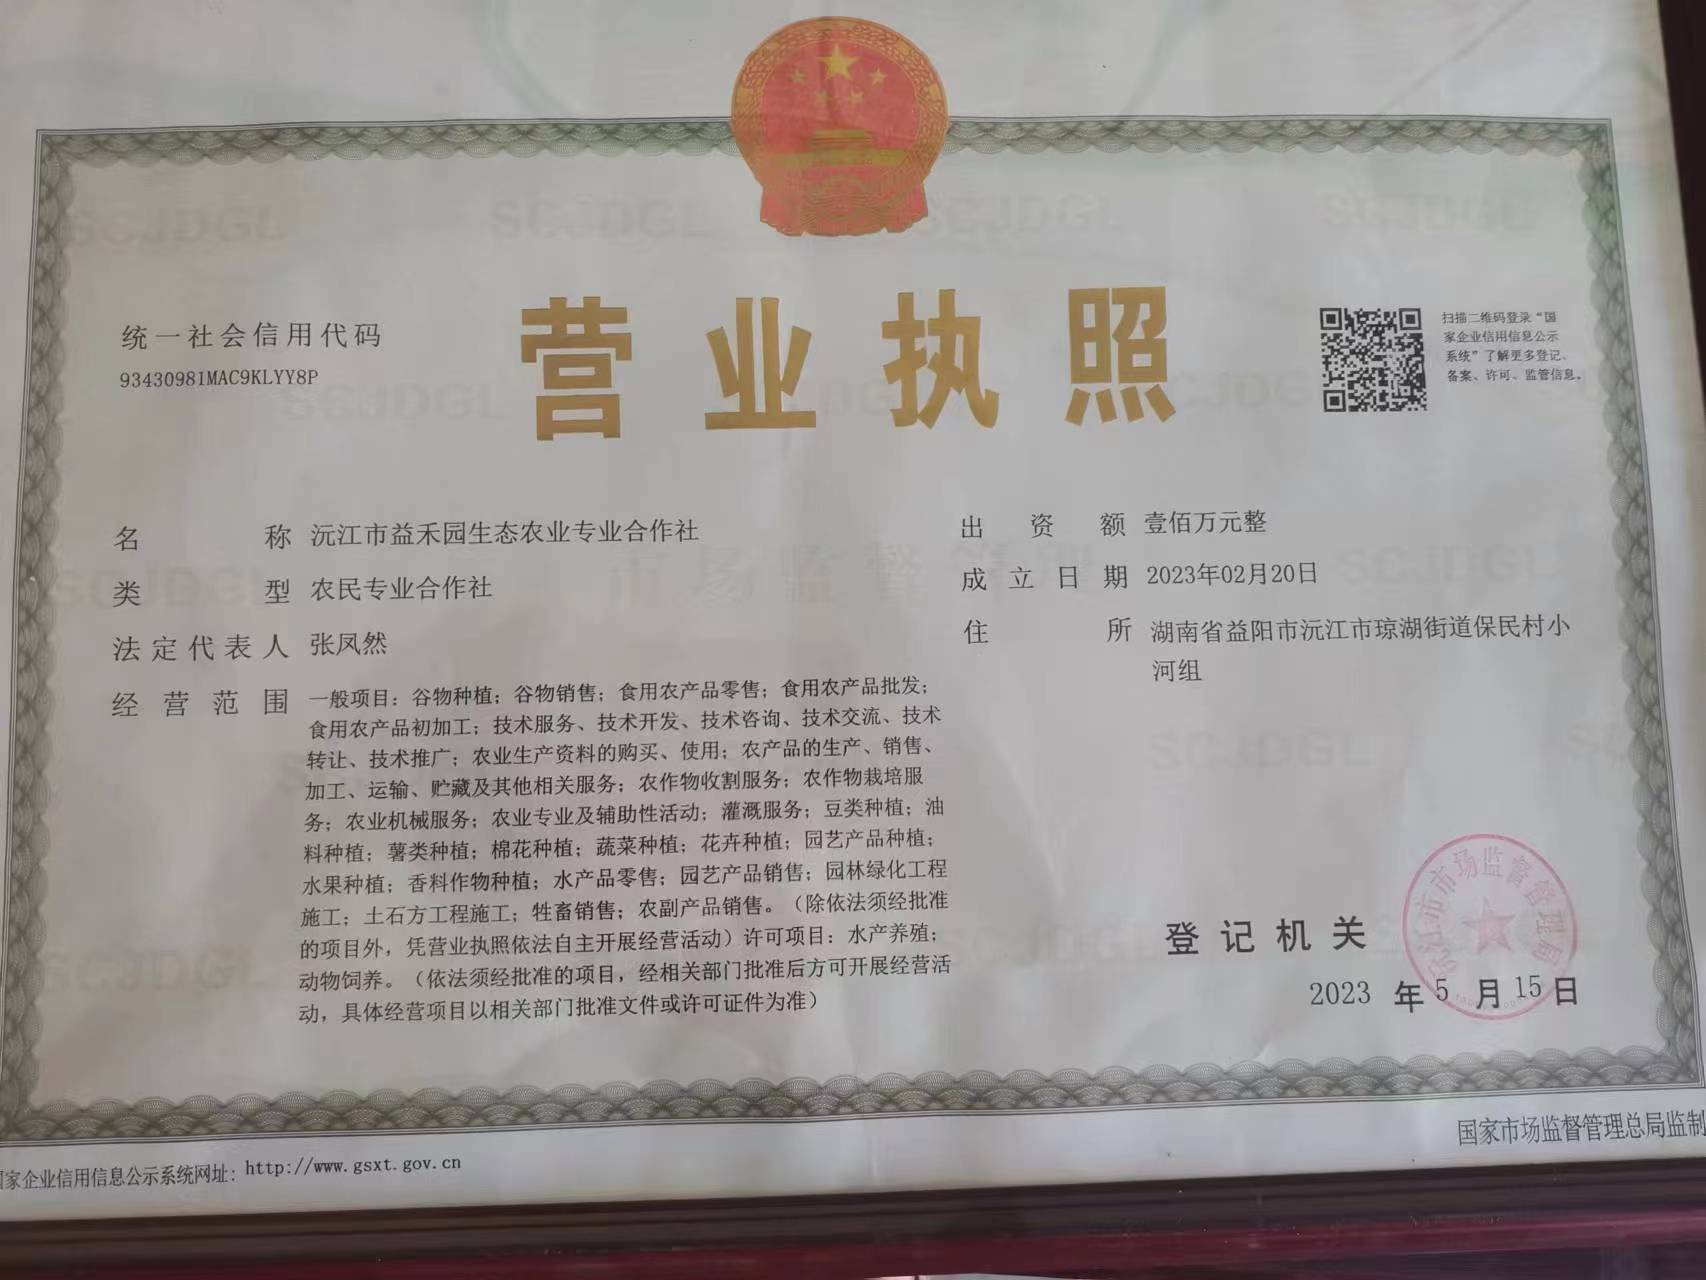 统一社会信用代码
93430981MAC9KLYY8P
营业执照
扫描二维码登录“国
家企业信用信息公示
系统”了解更多登记、
备案、许可、监管信息。
名称 沅江市益禾园生态农业专业合作社
类型 农民专业合作社
法定代表人 张凤然
经营范围 一般项目：谷物种植；谷物销售；食用农产品零售；食用农产品批发；
食用农产品初加工；技术服务、技术开发、技术咨询、技术交流、技术
转让、技术推广；农业生产资料的购买、使用；农产品的生产、销售、
加工、运输、贮藏及其他相关服务；农作物收割服务；农作物栽培服
务；农业机械服务；农业专业及辅助性活动；灌溉服务；豆类种植；油
料种植；薯类种植；棉花种植；蔬菜种植；花卉种植；园艺产品种植；
水果种植；香料作物种植；水产品零售；园艺产品销售；园林绿化工程
施工；土石方工程施工；牲畜销售；农副产品销售。（除依法须经批准
的项目外，凭营业执照依法自主开展经营活动）许可项目：水产养殖；
动物饲养。（依法须经批准的项目，经相关部门批准后方可开展经营活
动，具体经营项目以相关部门批准文件或许可证件为准）
出资额 壹佰万元整
成立日期 2023年02月20日
住所 湖南省益阳市沅江市琼湖街道保民村小
河组
登记机关
沅江市市场监督管理局
2023年5月15日
国家企业信用信息公示系统网址：http://www.gsxt.gov.cn
国家市场监督管理总局监制
SCJDGL
市场监督管理